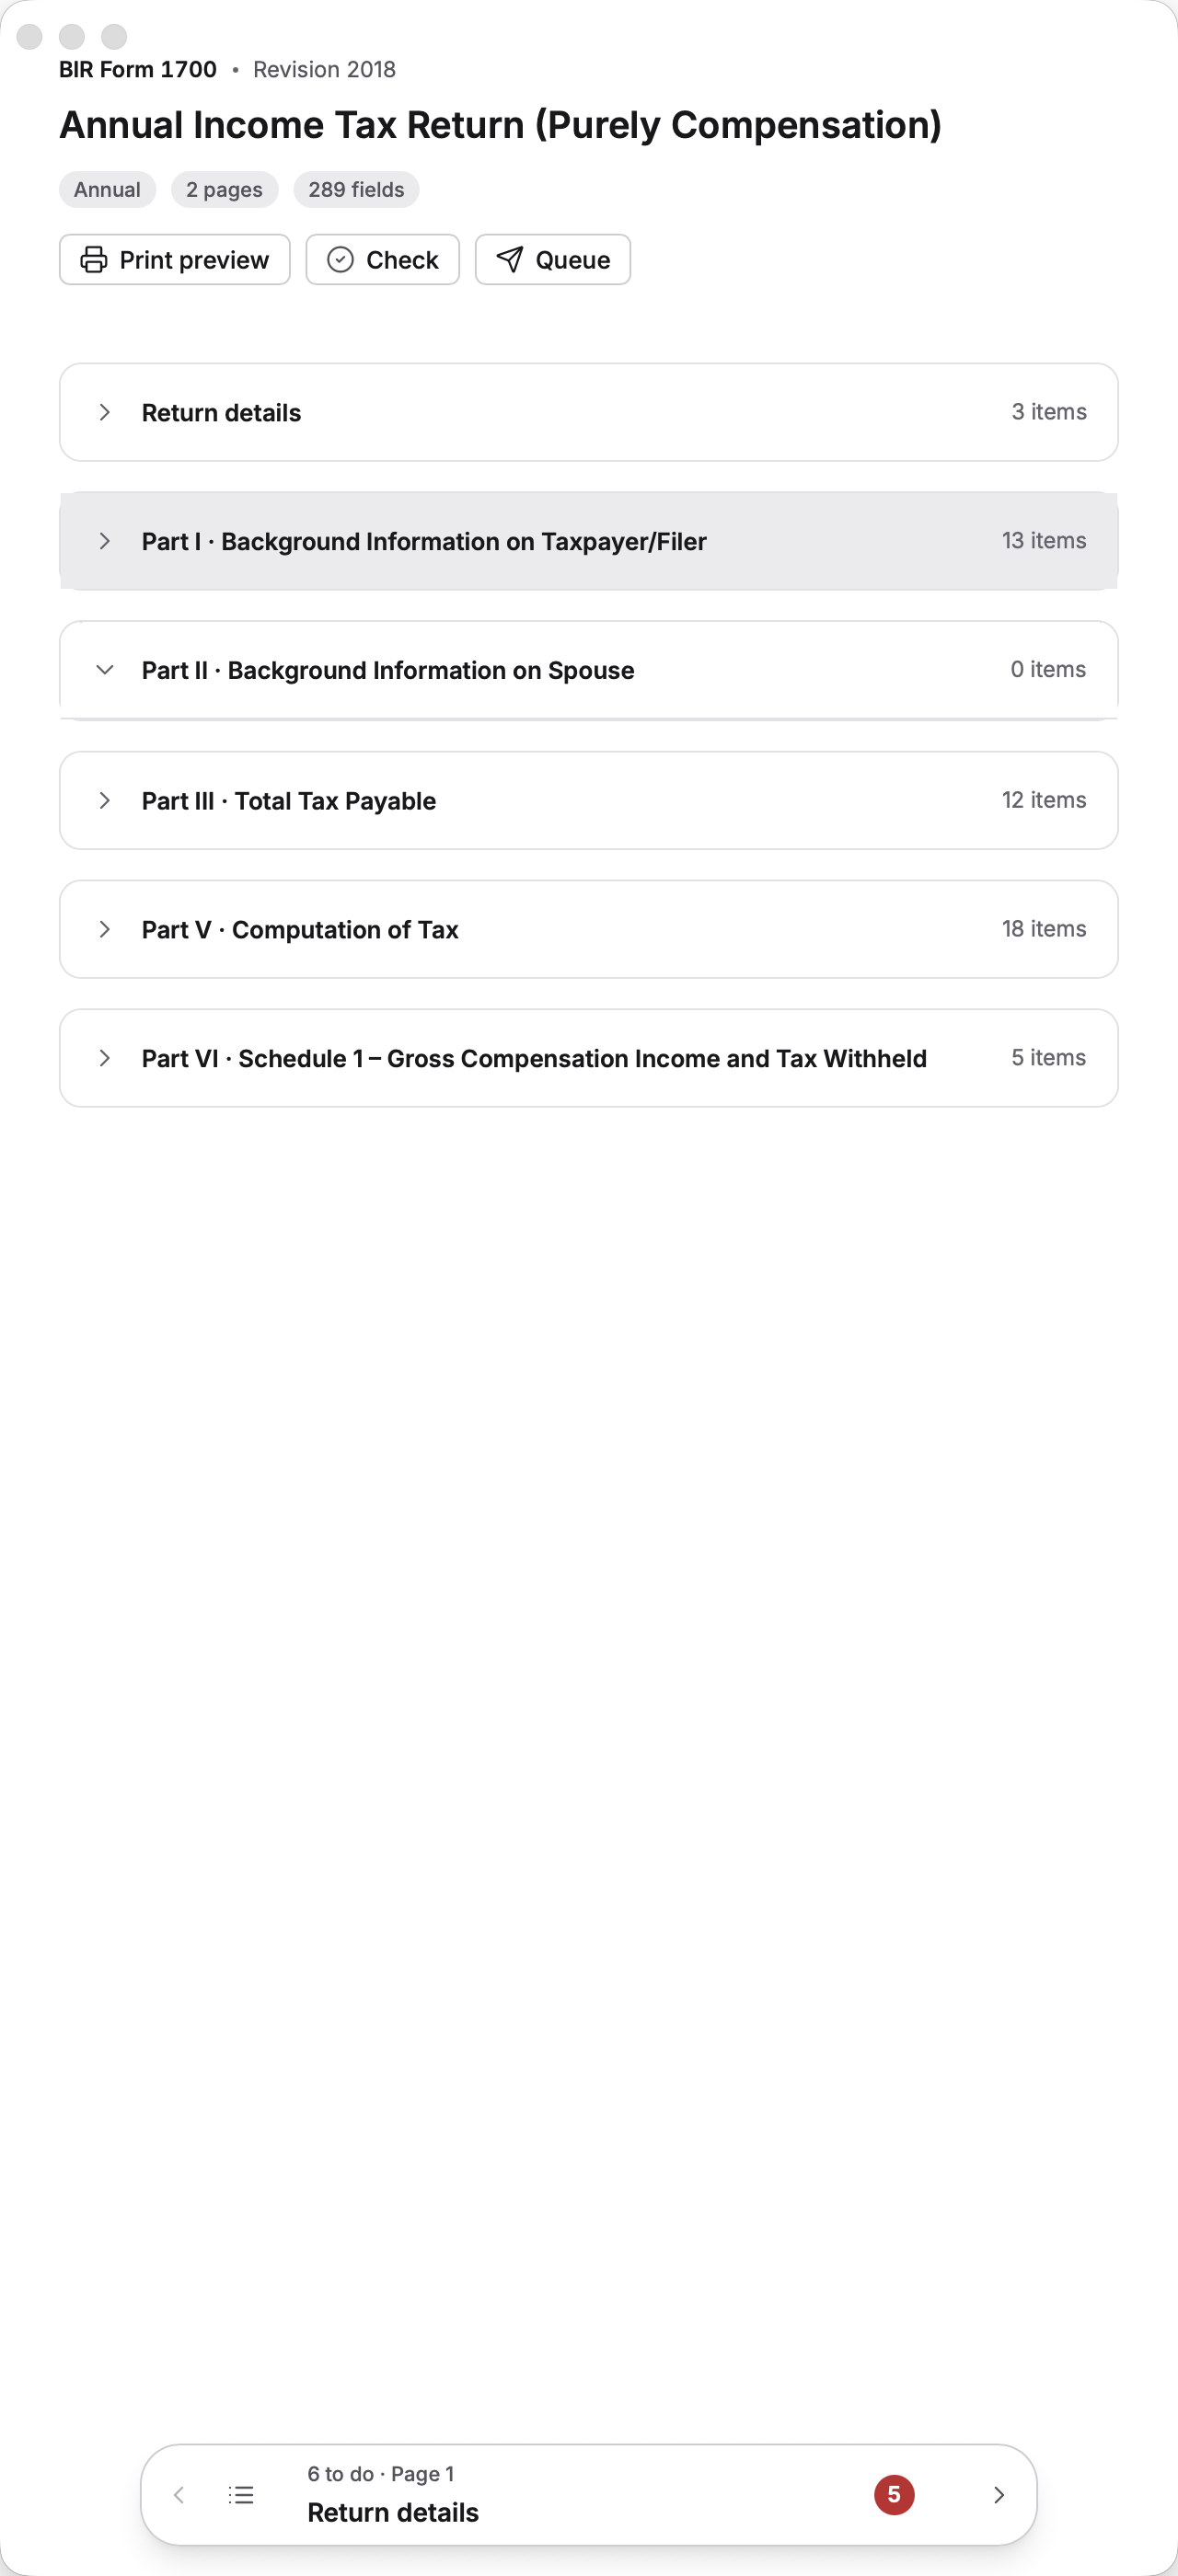 BIR Form 1700 • Revision 2018
Annual Income Tax Return (Purely Compensation)
Annual 2 pages 289 fields
Print preview Check Queue
Return details 3 items
Part I · Background Information on Taxpayer/Filer 13 items
Part II · Background Information on Spouse 0 items
Part III · Total Tax Payable 12 items
Part V · Computation of Tax 18 items
Part VI · Schedule 1 – Gross Compensation Income and Tax Withheld 5 items
6 to do · Page 1
Return details 5